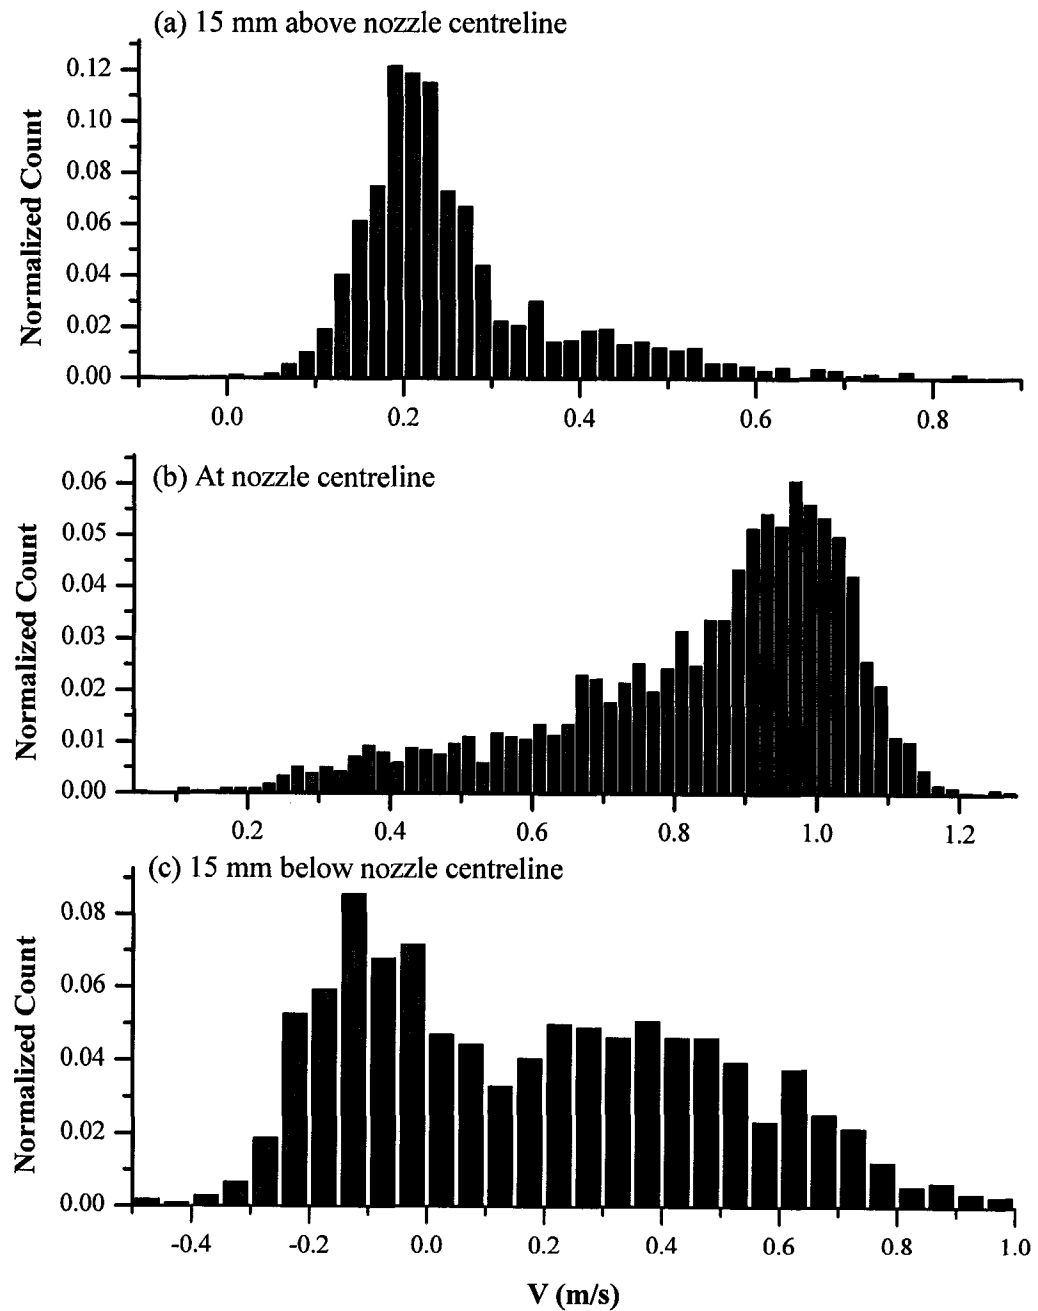 (a) 15 mm above nozzle centreline
Normalized Count
0.12
0.10
0.08
0.06
0.04
0.02
0.00
0.0 0.2 0.4 0.6 0.8
(b) At nozzle centreline
Normalized Count
0.06
0.05
0.04
0.03
0.02
0.01
0.00
0.2 0.4 0.6 0.8 1.0 1.2
(c) 15 mm below nozzle centreline
Normalized Count
0.08
0.06
0.04
0.02
0.00
-0.4 -0.2 0.0 0.2 0.4 0.6 0.8 1.0
V (m/s)